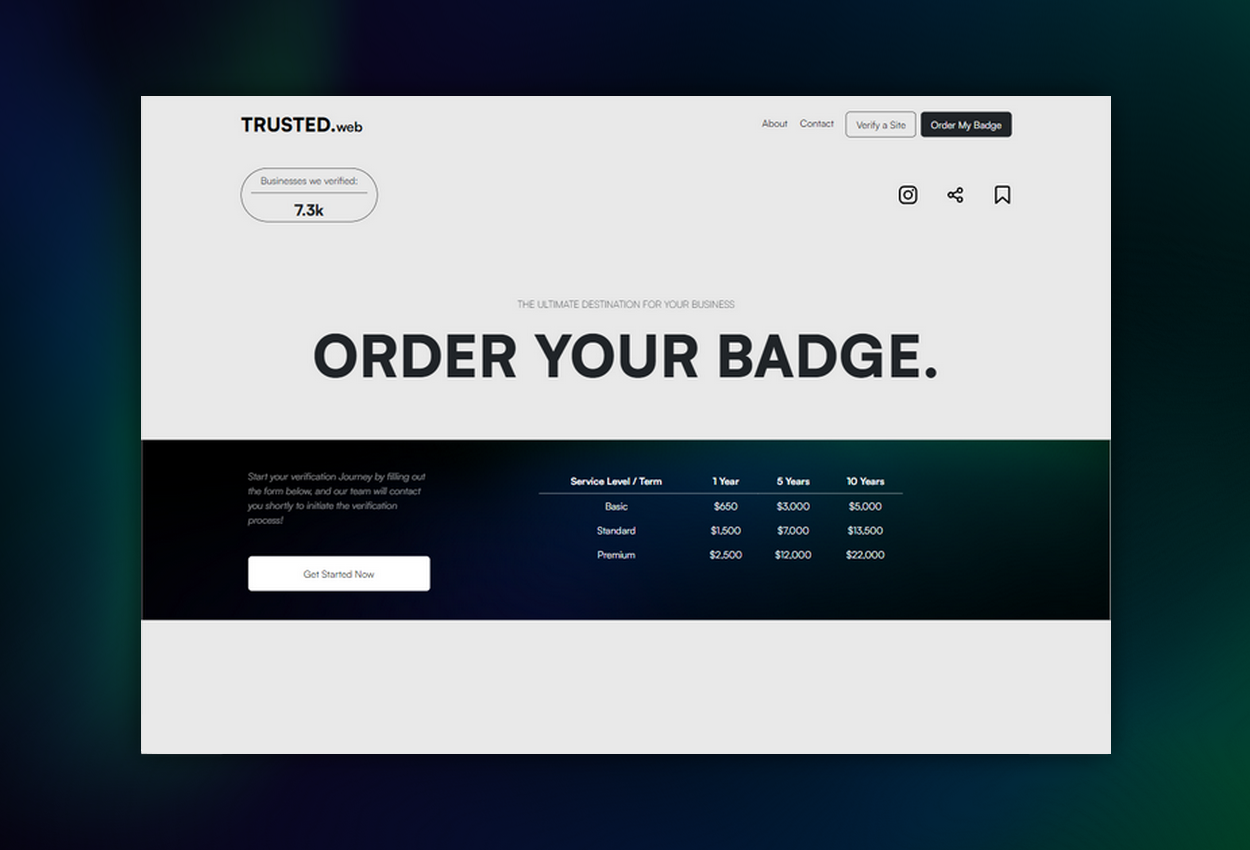 TRUSTED.web
About Contact Verify a Site Order My Badge
Businesses we verified:
7.3k
THE ULTIMATE DESTINATION FOR YOUR BUSINESS
ORDER YOUR BADGE.
Start your verification Journey by filling out
the form below, and our team will contact
you shortly to initiate the verification
process!
Get Started Now
Service Level / Term 1 Year 5 Years 10 Years
Basic $650 $3,000 $5,000
Standard $1,500 $7,000 $13,500
Premium $2,500 $12,000 $22,000